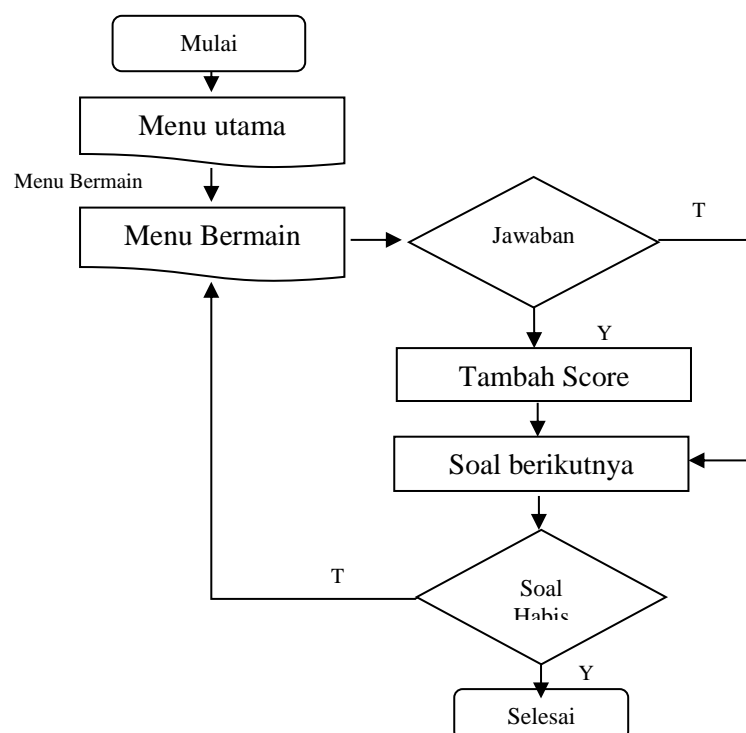 Mulai
Menu utama
Menu Bermain
Menu Bermain
Jawaban
T
Y
Tambah Score
Soal berikutnya
T
Soal
Habis
Y
Selesai